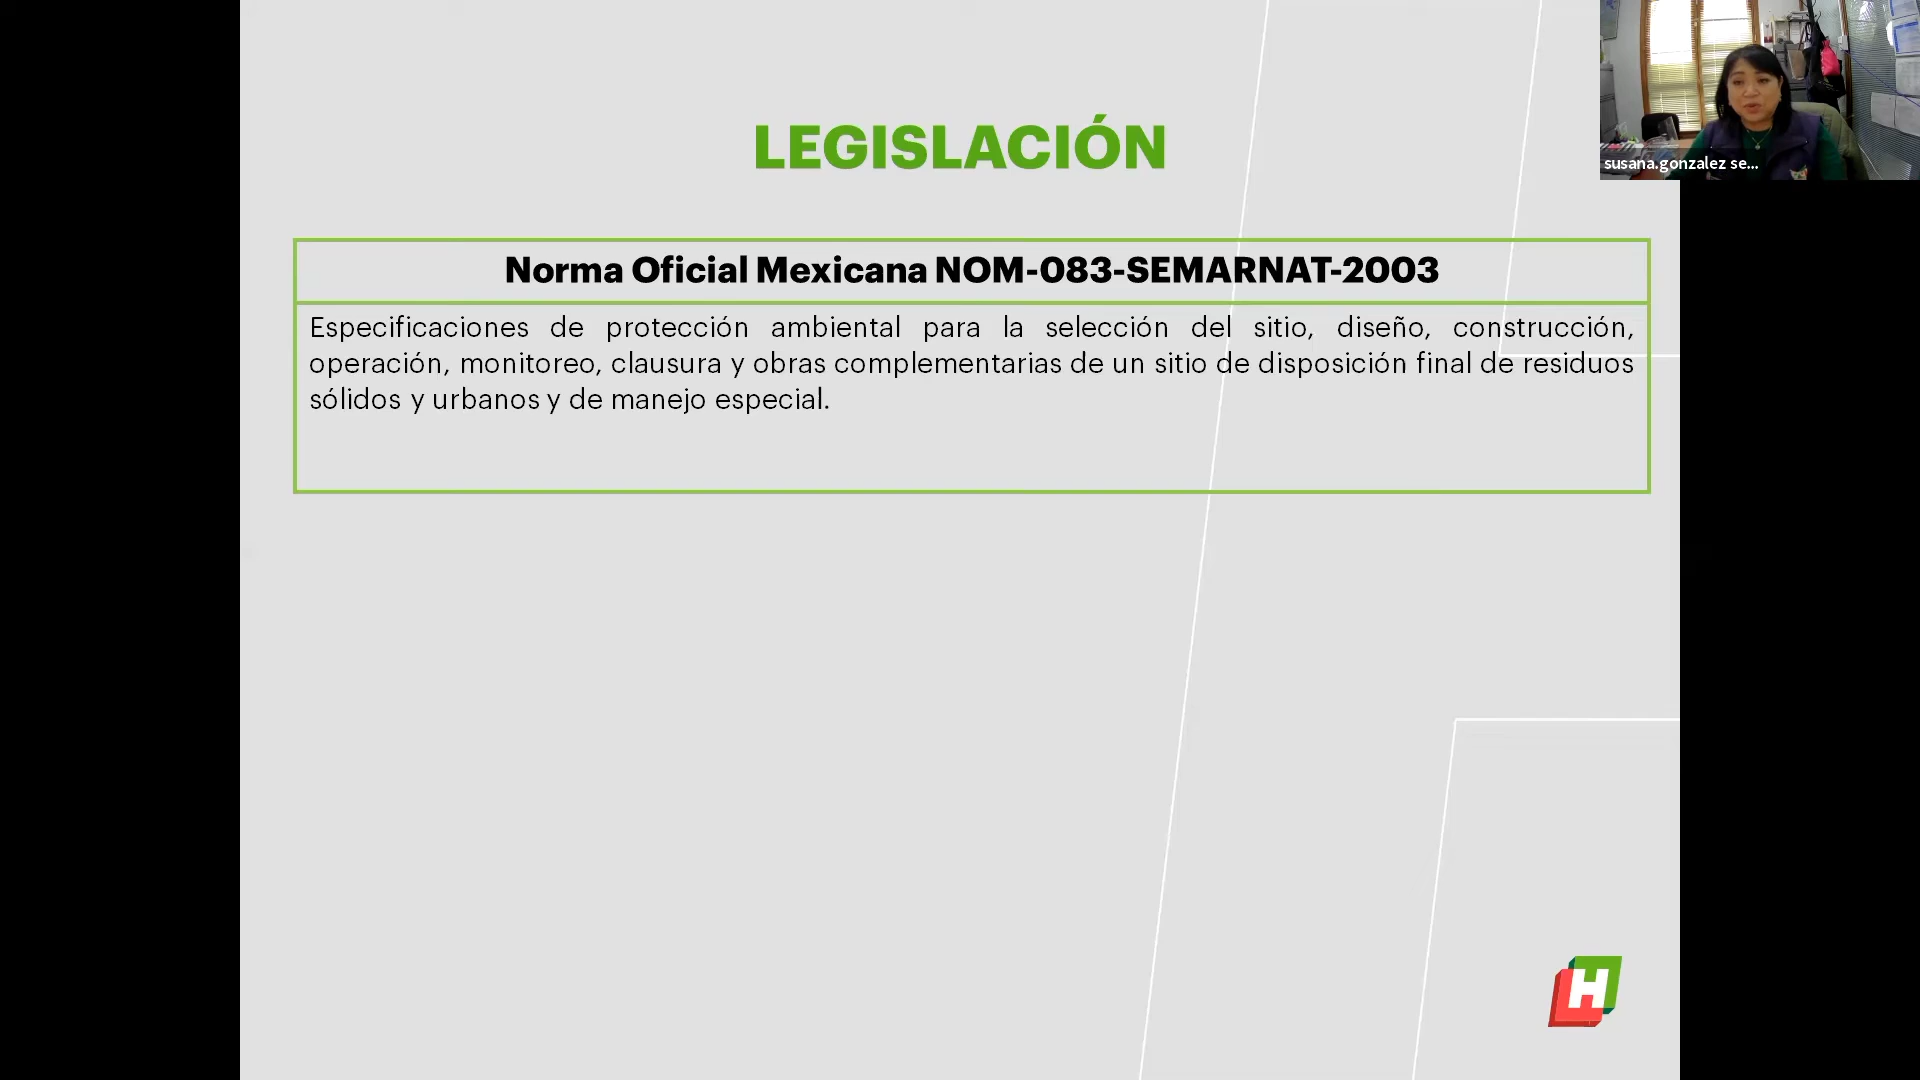 LEGISLACIÓN
susana.gonzalez se...
Norma Oficial Mexicana NOM-083-SEMARNAT-2003
Especificaciones de protección ambiental para la selección del sitio, diseño, construcción,
operación, monitoreo, clausura y obras complementarias de un sitio de disposición final de residuos
sólidos y urbanos y de manejo especial.
H